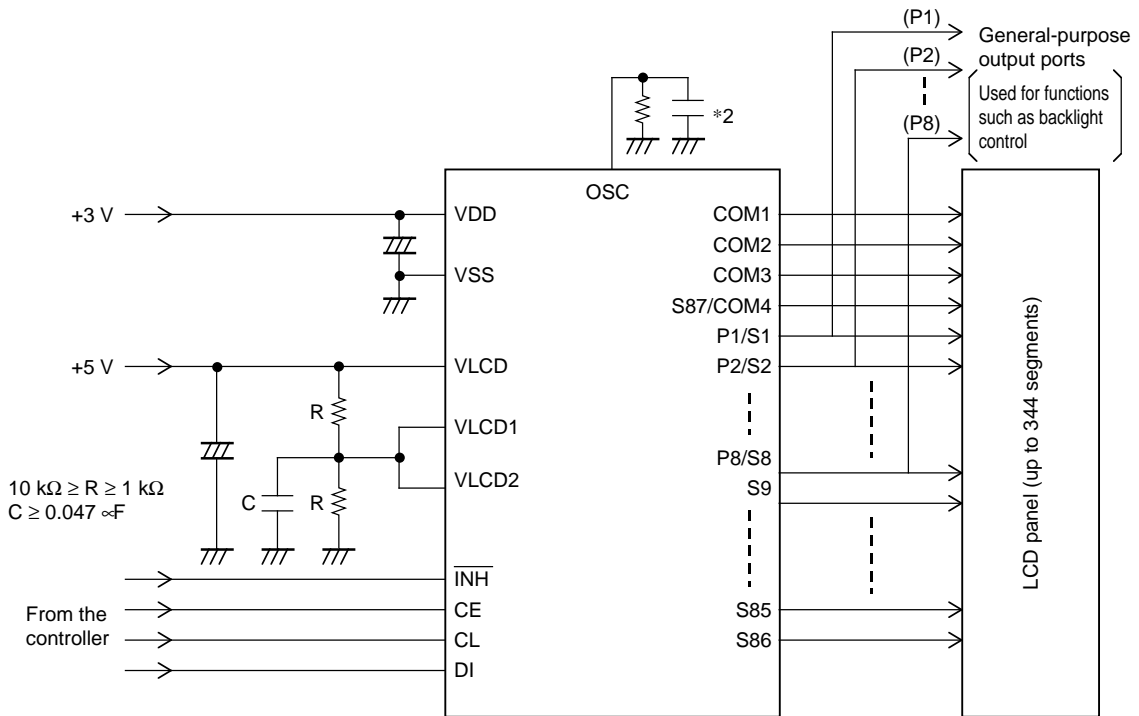 (P1)
General-purpose
output ports
(P2)
Used for functions
such as backlight
control
(P8)
*2
OSC
+3 V
VDD
COM1
COM2
VSS
COM3
S87/COM4
P1/S1
+5 V
VLCD
P2/S2
R
VLCD1
P8/S8
VLCD2
S9
10 kΩ ≥ R ≥ 1 kΩ
C ≥ 0.047 ∝F
C
R
LCD panel (up to 344 segments)
INH
From the
controller
CE
S85
CL
S86
DI